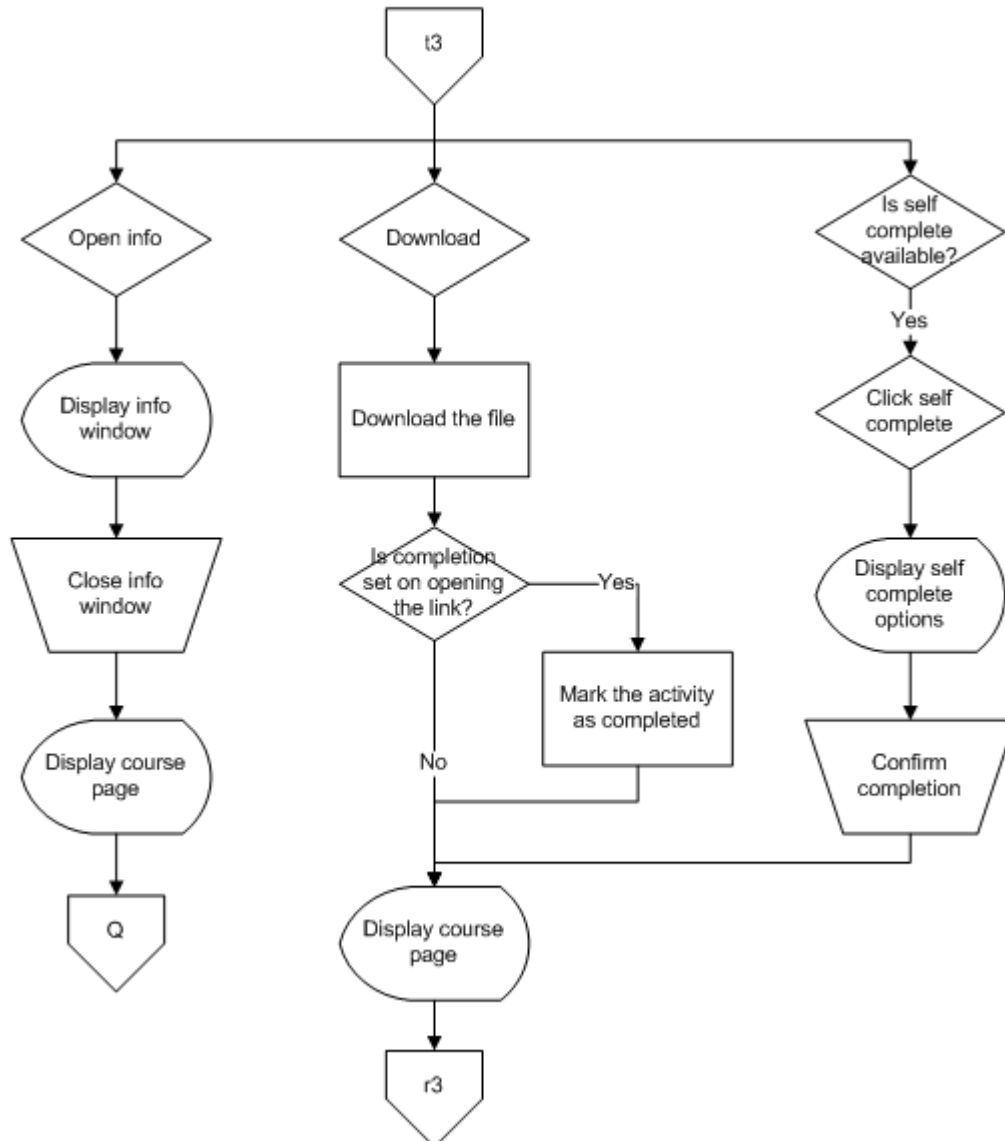 t3
Open info
Download
Is self
complete
available?
Yes
Display info
window
Download the file
Click self
complete
Is completion
set on opening
the link?
Yes
Close info
window
Display self
complete
options
Mark the activity
as completed
Display course
page
No
Confirm
completion
Q
Display course
page
r3